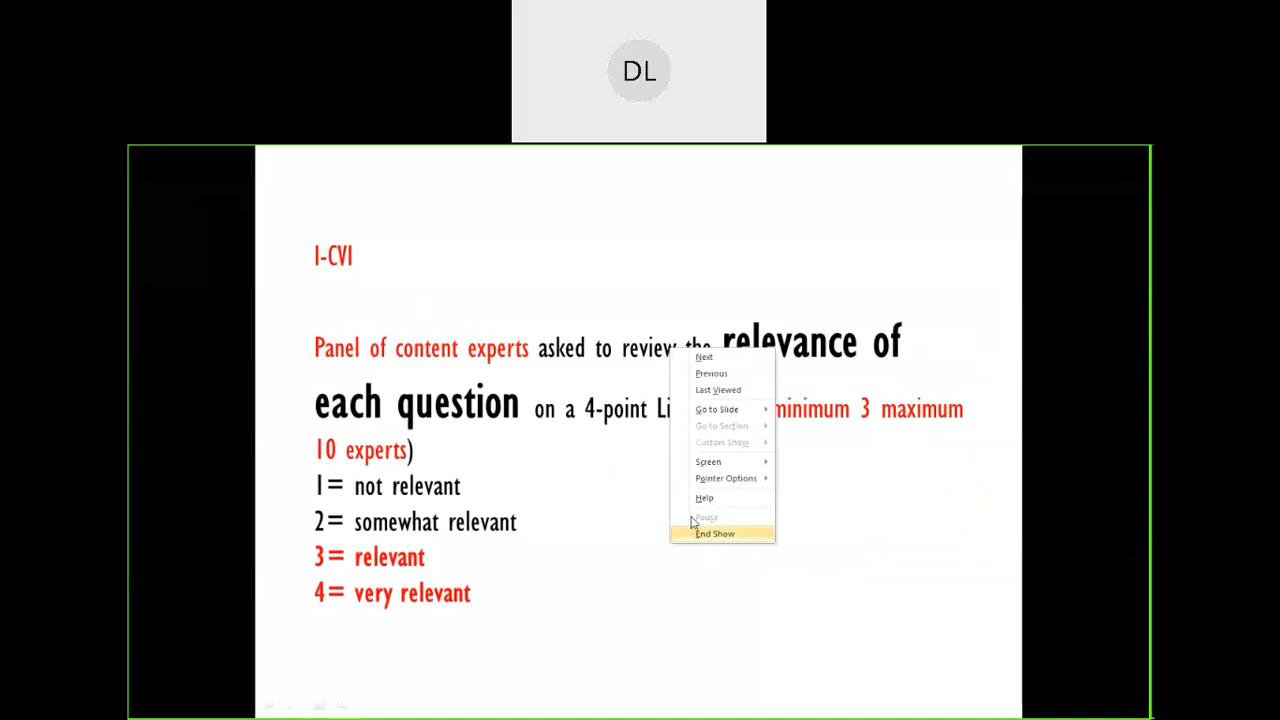 DL
I-CVI
Panel of content experts asked to review the relevance of
each question on a 4-point minimum 3 maximum
10 experts)
1= not relevant
2= somewhat relevant
3= relevant
4= very relevant
Next
Previous
Last Viewed
Go to Slide
Go to Section
Custom Show
Screen
Pointer Options
Help
Pause
End Show